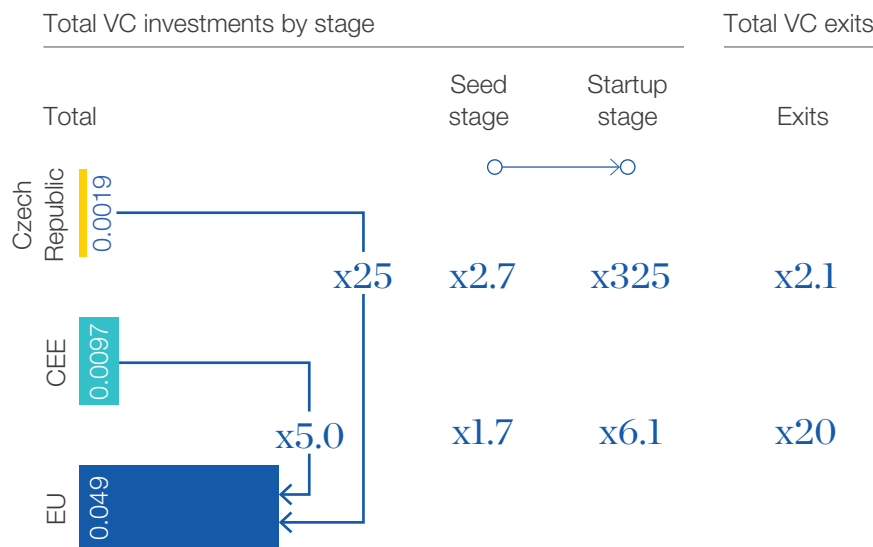 Total VC investments by stage
Total VC exits
Total
Seed
stage
Startup
stage
Exits
Czech
Republic
0.0019
x25
x2.7
x325
x2.1
CEE
0.0097
x5.0
x1.7
x6.1
x20
EU
0.049